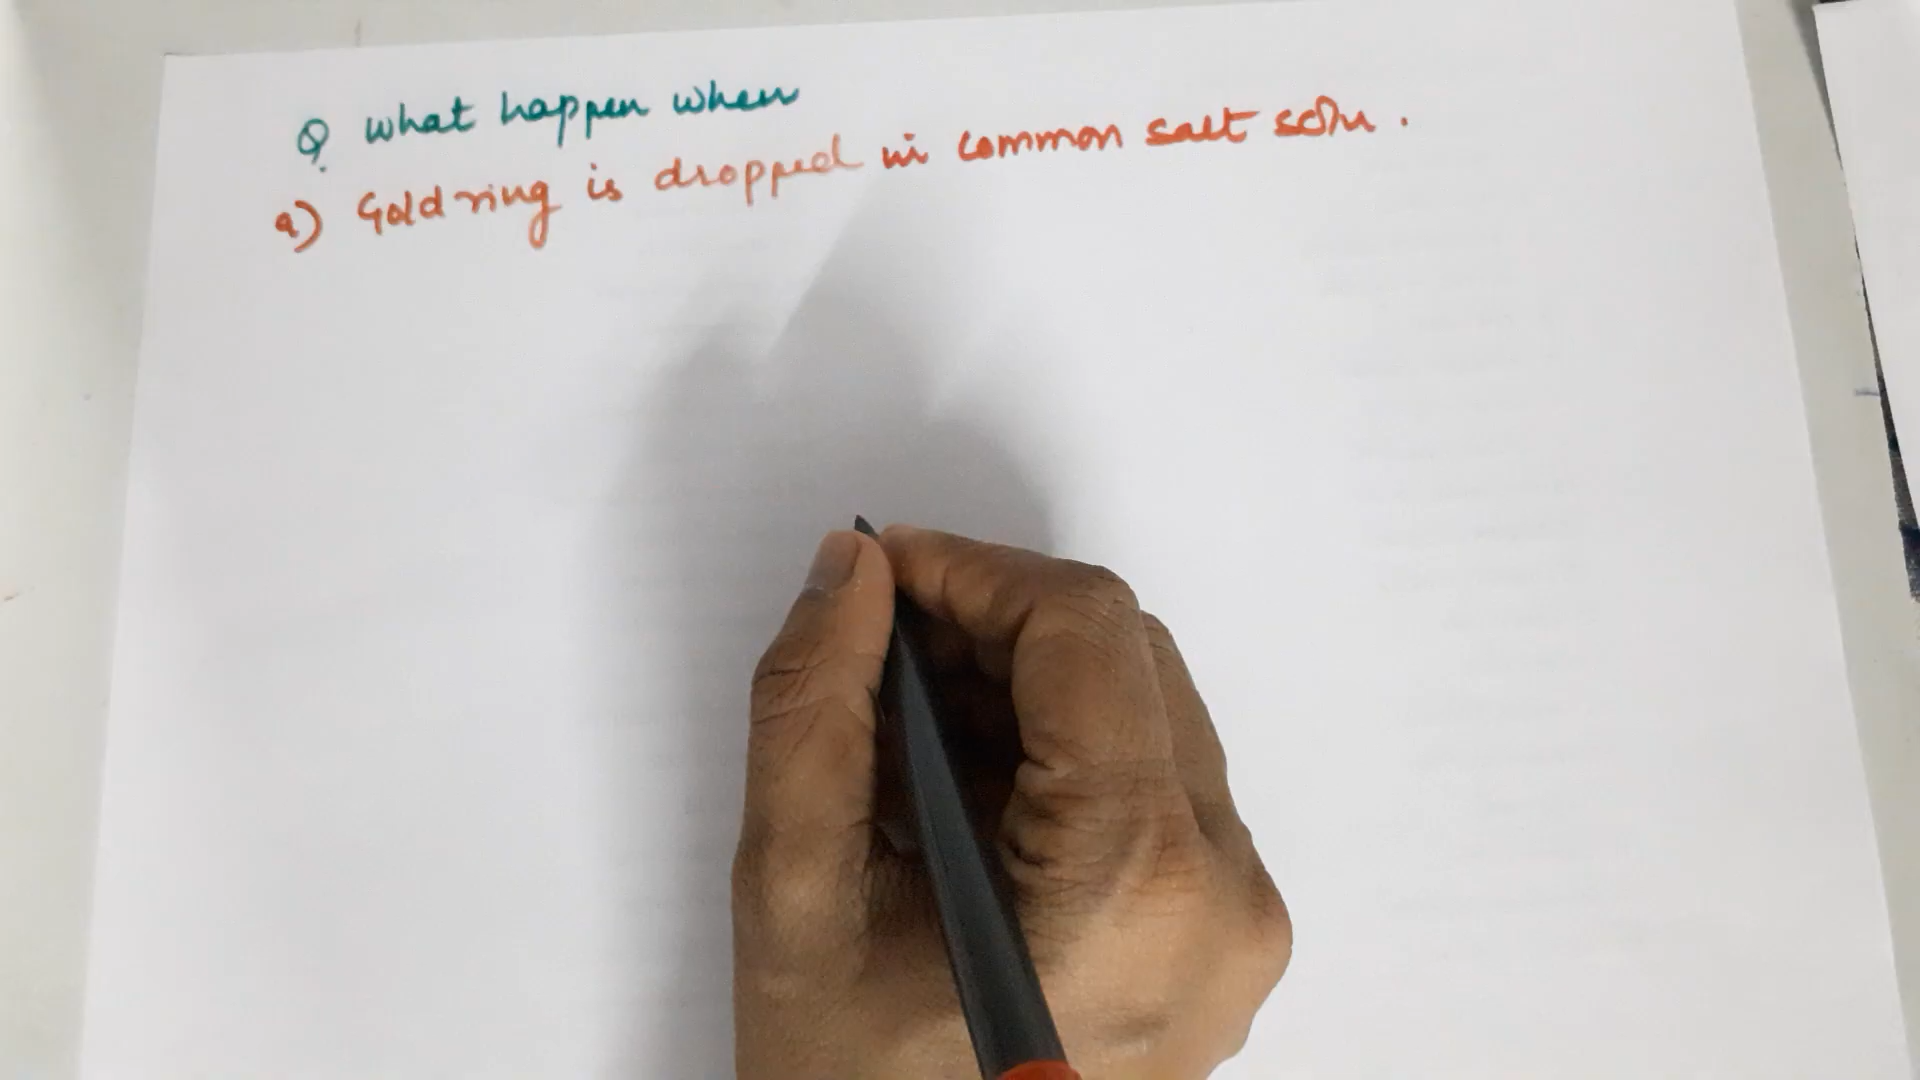 Q what happen when
a) Gold ring is dropped in common salt soln.